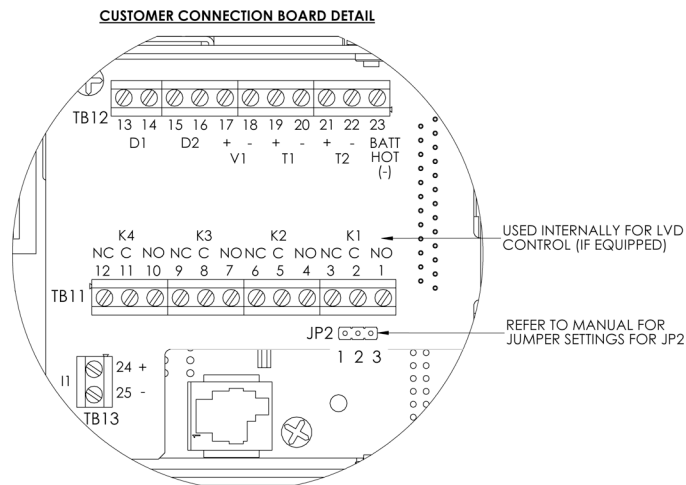 CUSTOMER CONNECTION BOARD DETAIL
TB12
13 14 15 16 17 18 19 20 21 22 23
D1 D2 + - + - + - BATT
V1 T1 T2 HOT
(-)
K4 K3 K2 K1
NC C NO NC C NO NC C NO NC C NO
12 11 10 9 8 7 6 5 4 3 2 1
TB11
USED INTERNALLY FOR LVD
CONTROL (IF EQUIPPED)
JP2
1 2 3
REFER TO MANUAL FOR
JUMPER SETTINGS FOR JP2
I1
24 +
25 -
TB13
1